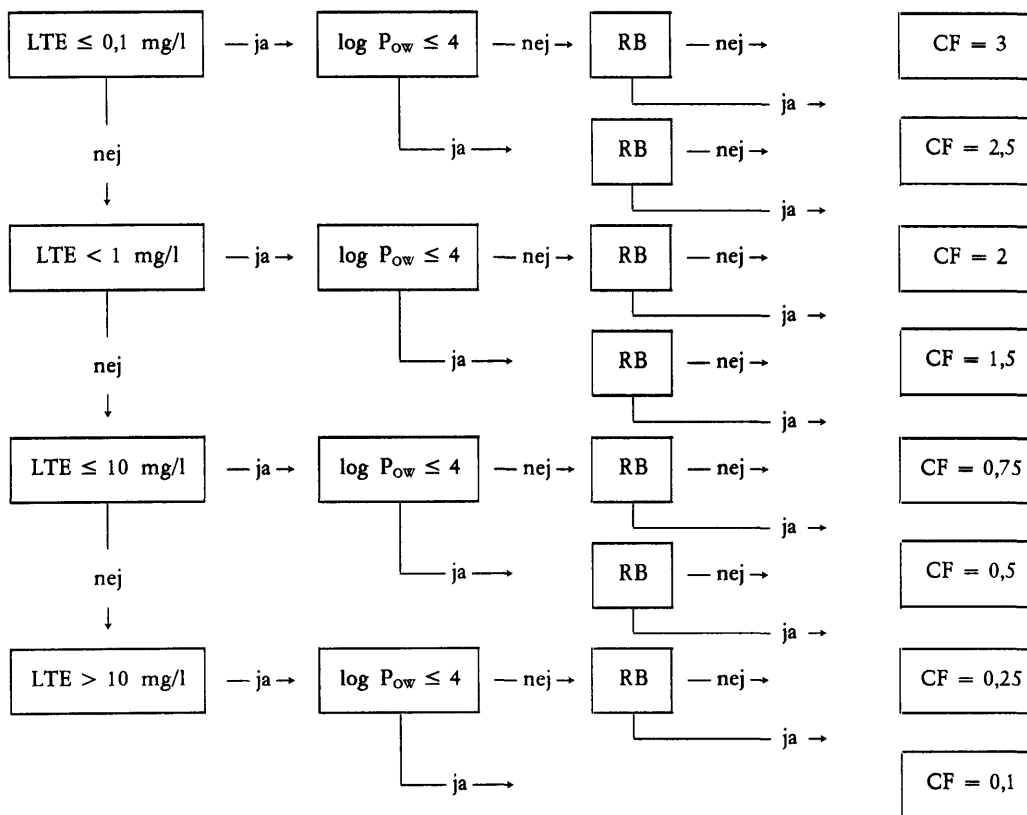 LTE ≤ 0,1 mg/l — ja → log P_OW ≤ 4 — nej → RB — nej → CF = 3
ja →
nej ja → RB — nej → CF = 2,5
ja →
LTE < 1 mg/l — ja → log P_OW ≤ 4 — nej → RB — nej → CF = 2
ja →
nej ja → RB — nej → CF = 1,5
ja →
LTE ≤ 10 mg/l — ja → log P_OW ≤ 4 — nej → RB — nej → CF = 0,75
ja →
nej ja → RB — nej → CF = 0,5
ja →
LTE > 10 mg/l — ja → log P_OW ≤ 4 — nej → RB — nej → CF = 0,25
ja →
ja → CF = 0,1